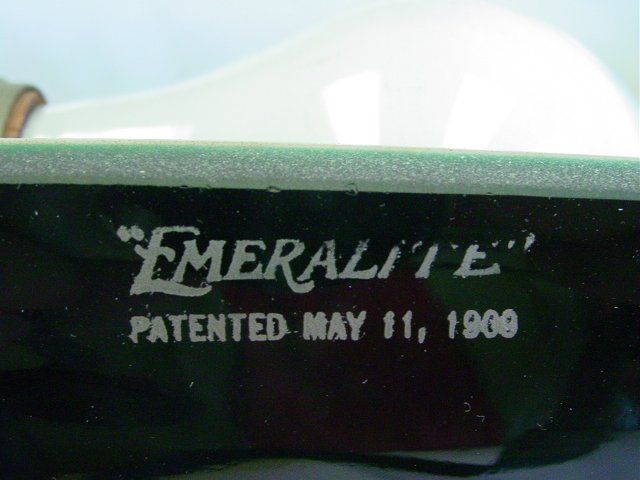 "EMERALITE"
PATENTED MAY 11, 1909